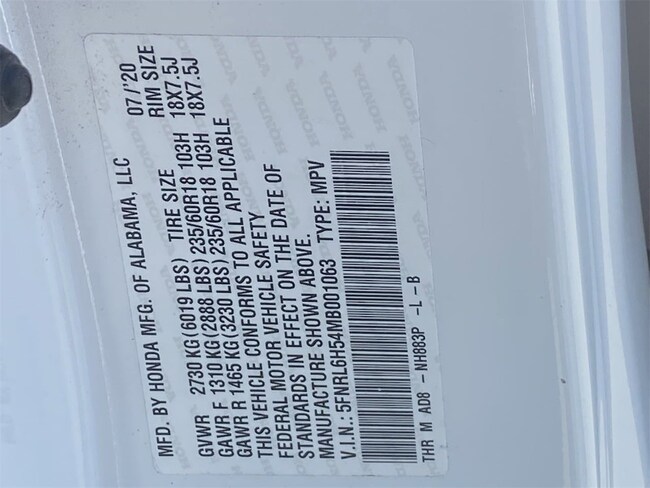 MFD. BY HONDA MFG. OF ALABAMA, LLC 07/'20
GVWR 2730 KG(6019 LBS) TIRE SIZE RIM SIZE
GAWR F 1310 KG(2888 LBS) 235/60R18 103H 18X7.5J
GAWR R 1465 KG(3230 LBS) 235/60R18 103H 18X7.5J
THIS VEHICLE CONFORMS TO ALL APPLICABLE
FEDERAL MOTOR VEHICLE SAFETY
STANDARDS IN EFFECT ON THE DATE OF
MANUFACTURE SHOWN ABOVE.
V.I.N.: 5FNRL6H54MB001063 TYPE: MPV
THR M AD8 - NH883P -L-B
HONDA